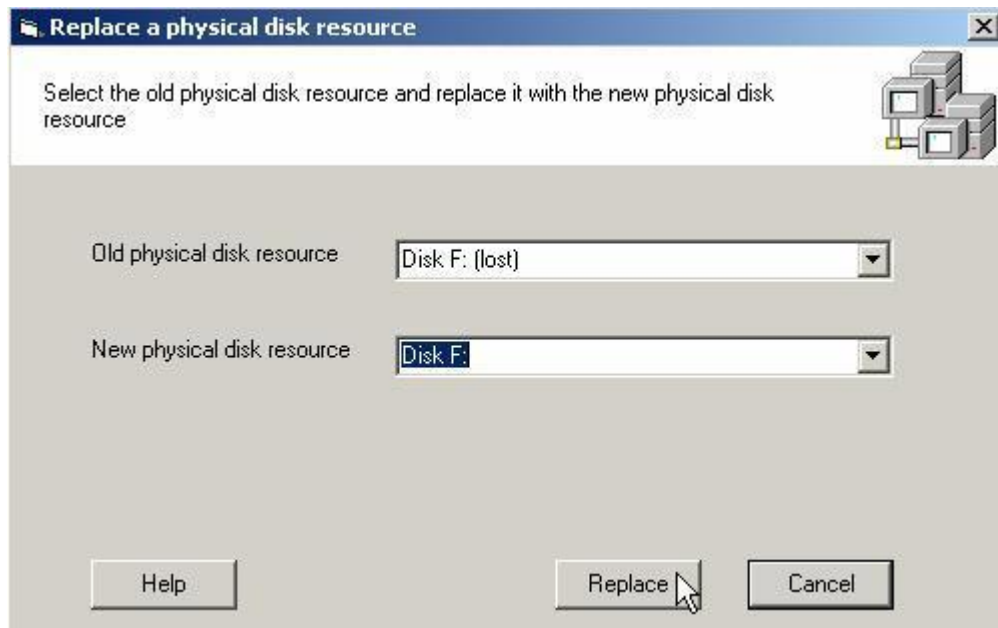 Replace a physical disk resource
Select the old physical disk resource and replace it with the new physical disk
resource
Old physical disk resource
Disk F: (lost)
New physical disk resource
Disk F:
Help
Replace
Cancel